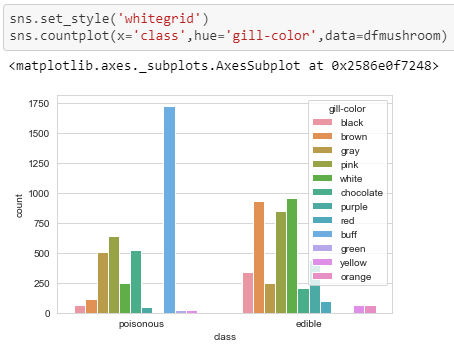 sns.set_style('whitegrid')
sns.countplot(x='class',hue='gill-color',data=dfmushroom)
<matplotlib.axes._subplots.AxesSubplot at 0x2586e0f7248>
gill-color
black
brown
gray
pink
white
chocolate
purple
red
buff
green
yellow
orange
1750
1500
1250
1000
750
500
250
0
count
poisonous
edible
class